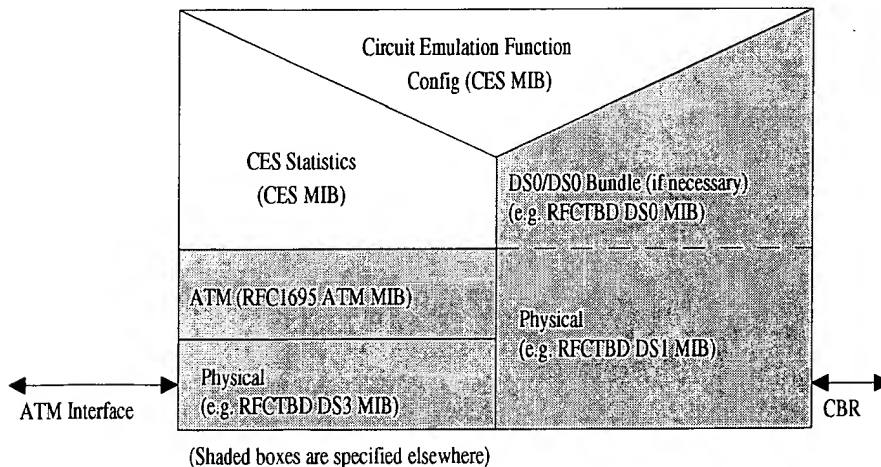 Circuit Emulation Function
Config (CES MIB)
CES Statistics
(CES MIB)
DS0/DS0 Bundle (if necessary)
(e.g. RFCTBD DS0 MIB)
ATM (RFC1695 ATM MIB)
Physical
(e.g. RFCTBD DS1 MIB)
Physical
(e.g. RFCTBD DS3 MIB)
ATM Interface
CBR
(Shaded boxes are specified elsewhere)